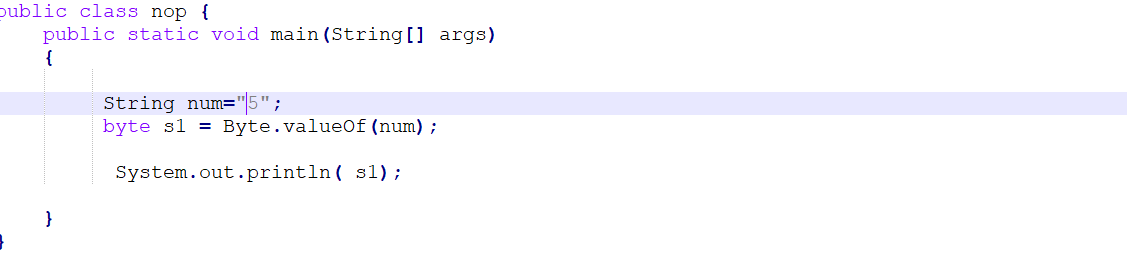 public class nop {
public static void main(String[] args)
{
String num="5";
byte s1 = Byte.valueOf(num);
System.out.println( s1);
}
}